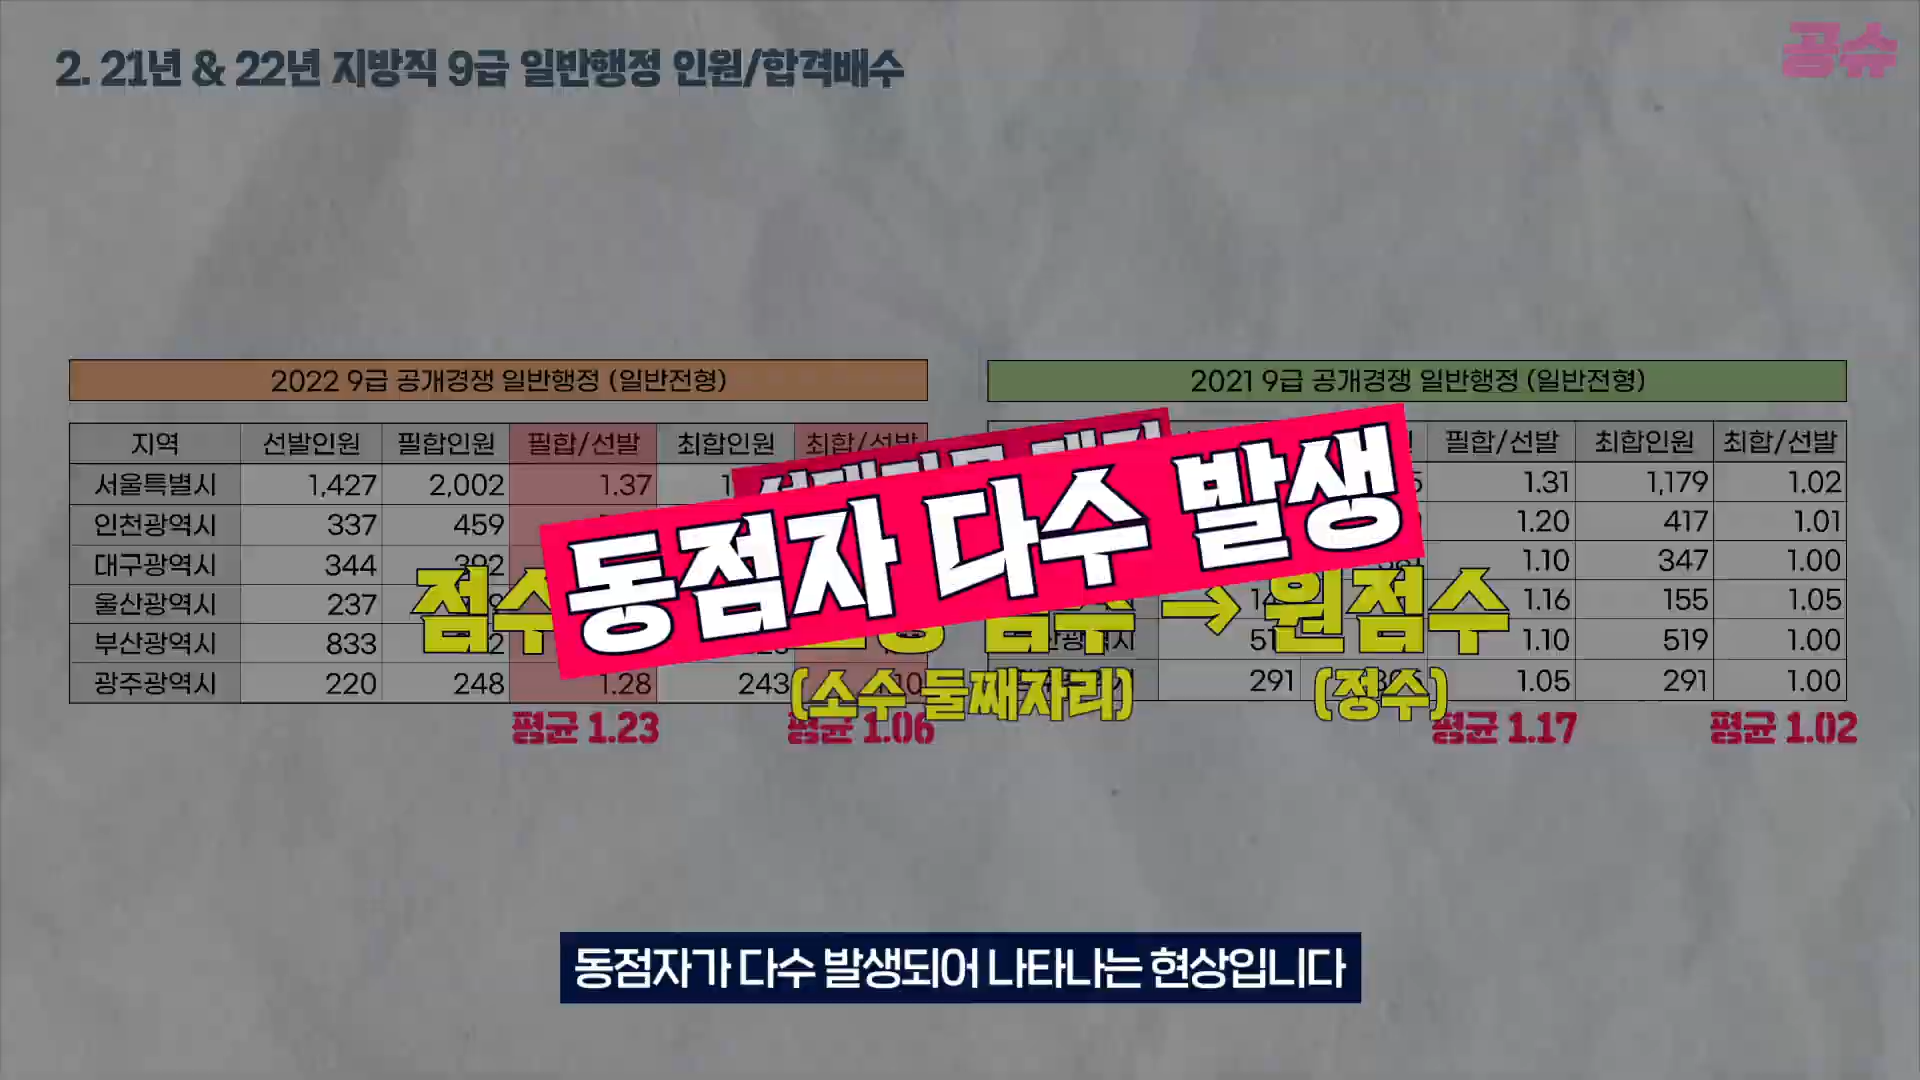 2. 21년 & 22년 지방직 9급 일반행정 인원/합격배수
공슈
2022 9급 공개경쟁 일반행정 (일반전형)
지역 선발인원 필합인원 필합/선발 최합인원 최합/선발
서울특별시 1,427 2,002 1.37
인천광역시 337 459
대구광역시 344 392
울산광역시 237
부산광역시 833
광주광역시 220 248 1.28 243
평균 1.23 평균 1.06
2021 9급 공개경쟁 일반행정 (일반전형)
필합/선발 최합인원 최합/선발
1.31 1,179 1.02
1.20 417 1.01
1.10 347 1.00
1.16 155 1.05
1.10 519 1.00
291 1.05 291 1.00
평균 1.17 평균 1.02
동점자 다수 발생
→ 원점수
(소수 둘째자리) (정수)
동점자가 다수 발생되어 나타나는 현상입니다